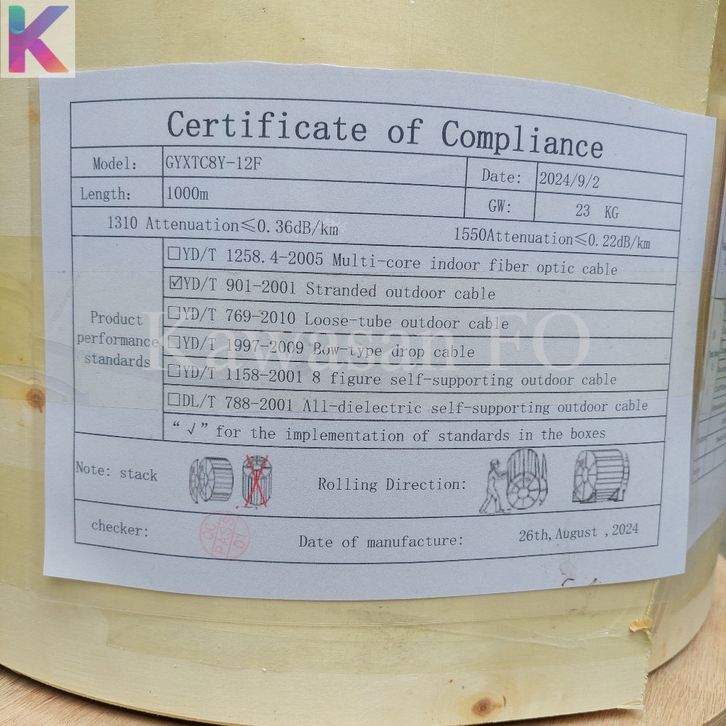 K
Certificate of Compliance
Model: GYXTC8Y-12F Date: 2024/9/2
Length: 1000m GW: 23 KG
1310 Attenuation≤0.36dB/km 1550Attenuation≤0.22dB/km
Product performance standards
☐YD/T 1258.4-2005 Multi-core indoor fiber optic cable
☑YD/T 901-2001 Stranded outdoor cable
☐YD/T 769-2010 Loose-tube outdoor cable
☐YD/T 1997-2009 Bow-type drop cable
☐YD/T 1158-2001 8 figure self-supporting outdoor cable
☐DL/T 788-2001 All-dielectric self-supporting outdoor cable
“√” for the implementation of standards in the boxes
Kawasan FO
Note: stack Rolling Direction:
checker: QC PASS 01 Date of manufacture: 26th,August ,2024